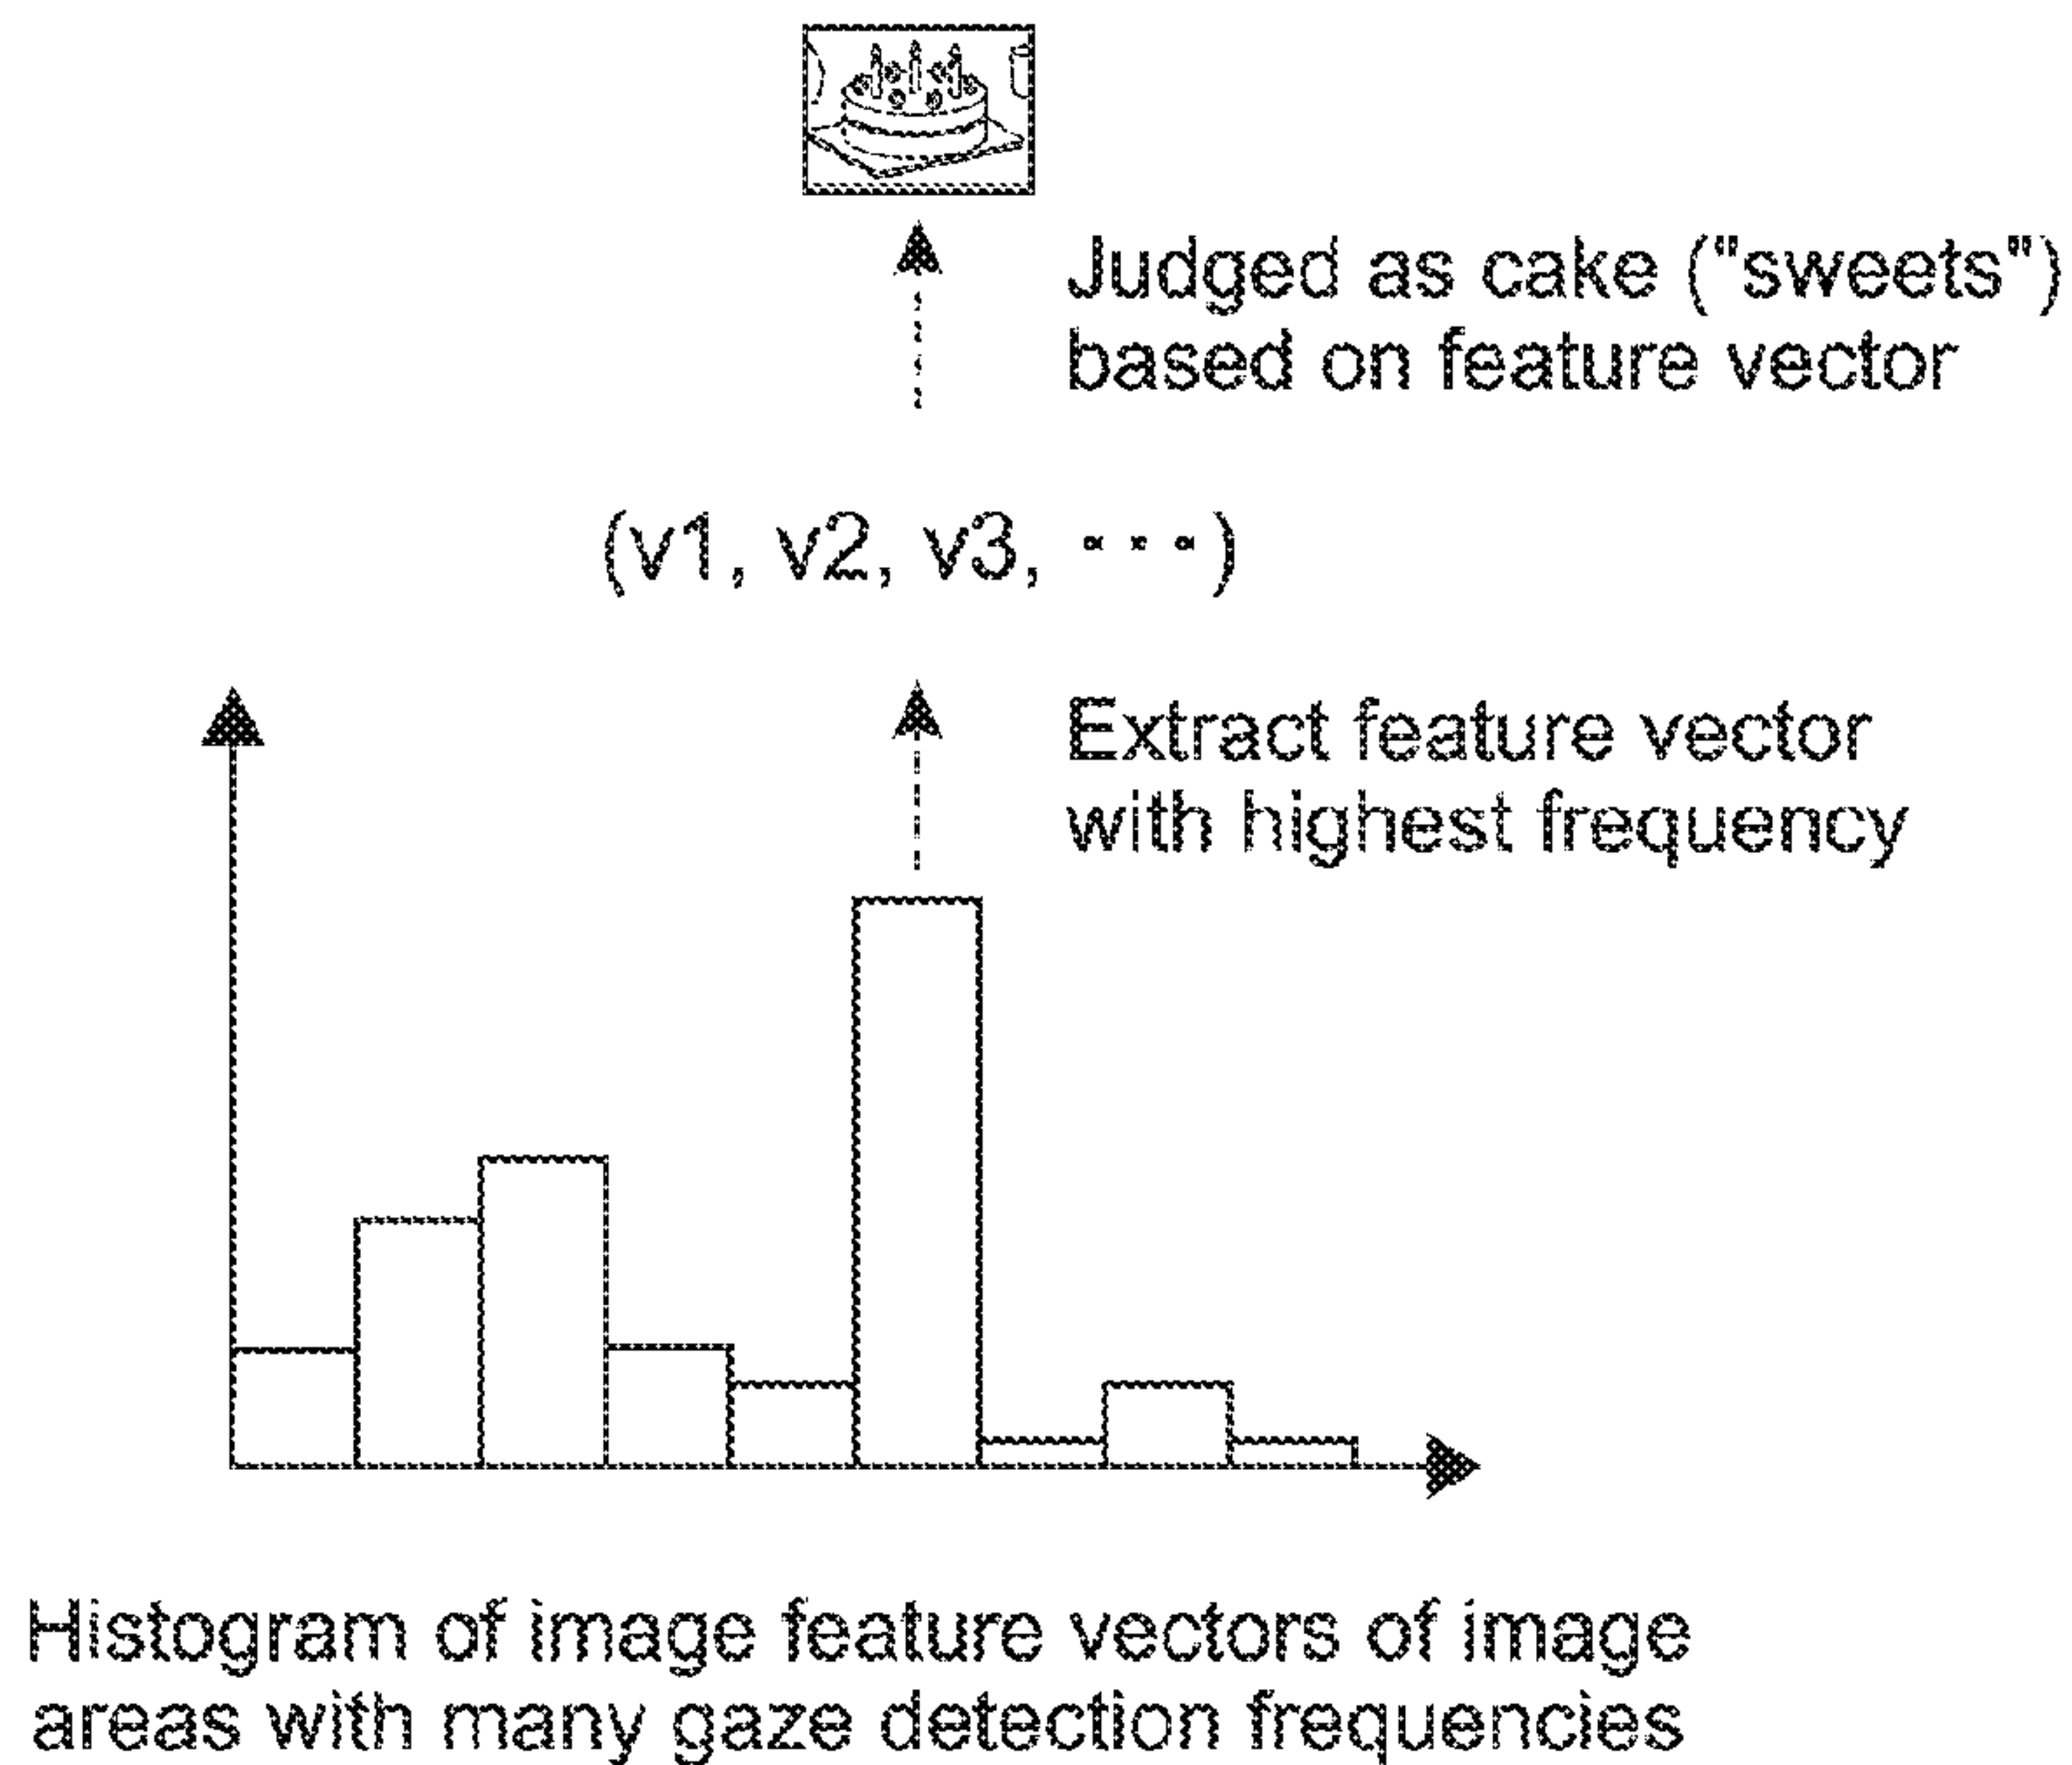 Judged as cake ("sweets")
based on feature vector
(v1, v2, v3, ･･･)
Extract feature vector
with highest frequency
Histogram of image feature vectors of image
areas with many gaze detection frequencies